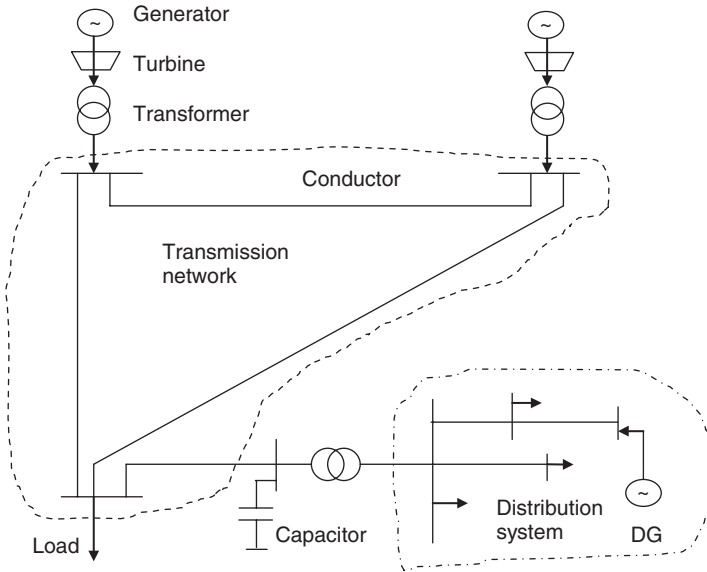 Generator
~
~
Turbine
Transformer
Conductor
Transmission
network
Distribution
system
~
DG
Capacitor
Load